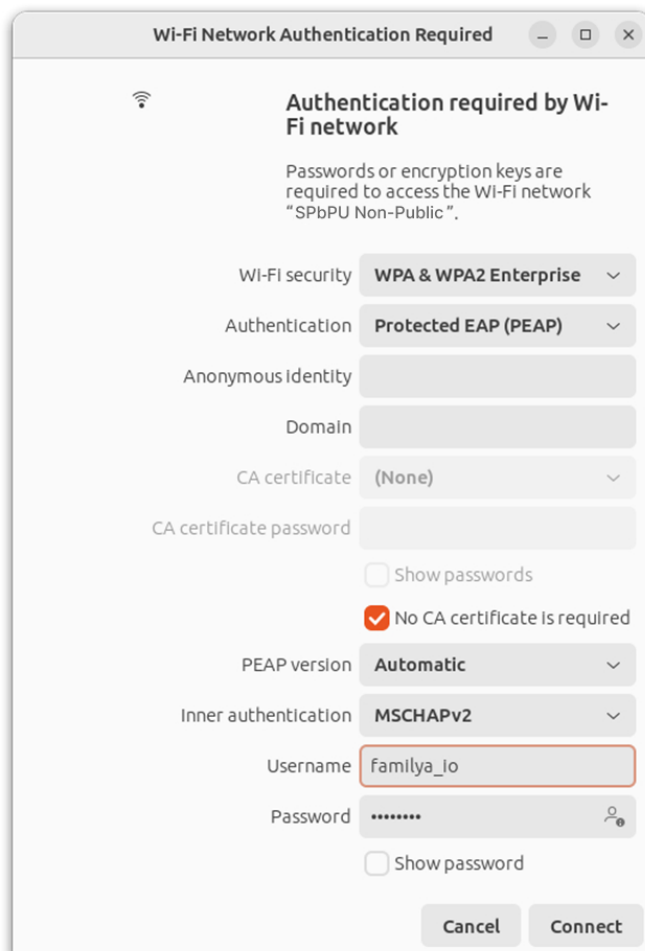 Wi-Fi Network Authentication Required
Authentication required by Wi-
Fi network
Passwords or encryption keys are
required to access the Wi-Fi network
“SPbPU Non-Public”.
Wi-Fi security WPA & WPA2 Enterprise
Authentication Protected EAP (PEAP)
Anonymous identity
Domain
CA certificate (None)
CA certificate password
Show passwords
No CA certificate is required
PEAP version Automatic
Inner authentication MSCHAPv2
Username familya_io
Password ••••••••
Show password
Cancel Connect